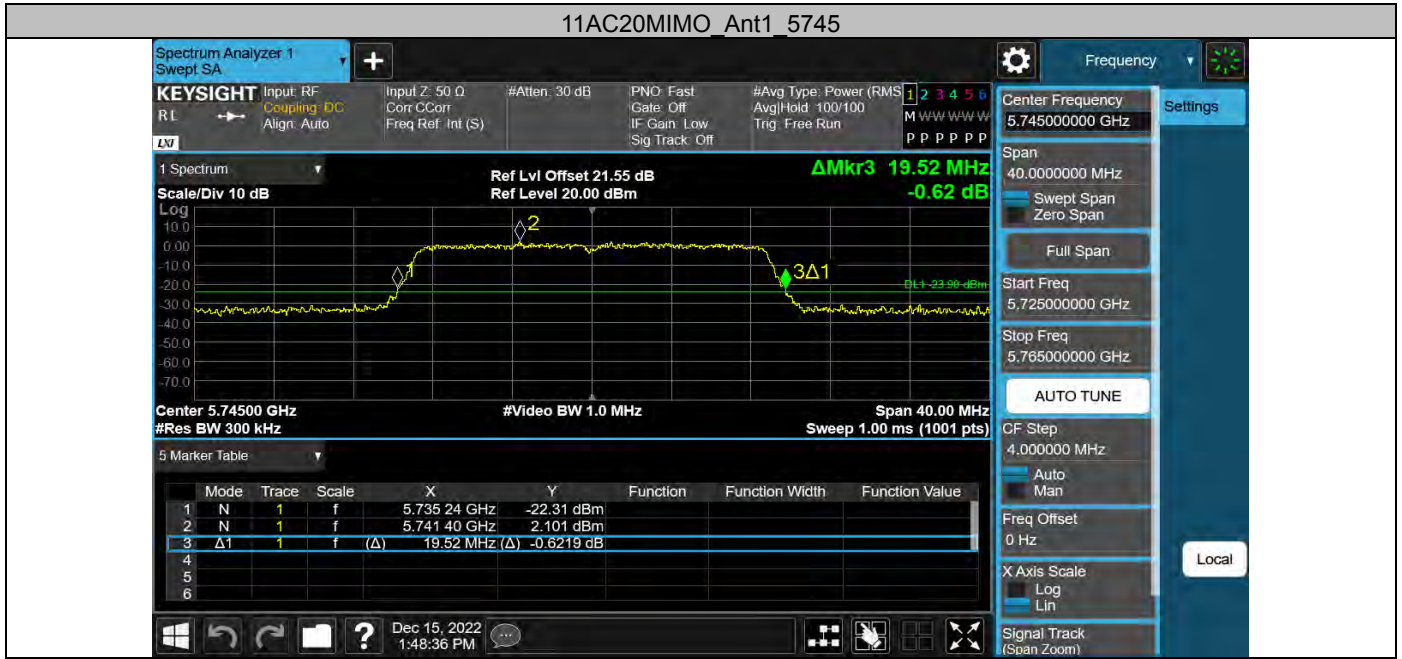 11AC20MIMO_Ant1_5745
Spectrum Analyzer 1
Swept SA
+
Frequency
KEYSIGHT
RL
LXI
Input: RF
Coupling: DC
Align: Auto
Input Z: 50 Ω
Corr CCorr
Freq Ref: Int (S)
#Atten: 30 dB
PNO: Fast
Gate: Off
IF Gain: Low
Sig Track: Off
#Avg Type: Power (RMS
Avg|Hold: 100/100
Trig: Free Run
1 2 3 4 5 6
M W W W W W
P P P P P P
Center Frequency
5.745000000 GHz
Settings
Span
40.0000000 MHz
Swept Span
Zero Span
Full Span
Start Freq
5.725000000 GHz
Stop Freq
5.765000000 GHz
AUTO TUNE
CF Step
4.000000 MHz
Auto
Man
Freq Offset
0 Hz
X Axis Scale
Log
Lin
Signal Track
(Span Zoom)
Local
1 Spectrum
Scale/Div 10 dB
Ref Lvl Offset 21.55 dB
Ref Level 20.00 dBm
ΔMkr3 19.52 MHz
-0.62 dB
Log
10.0
0.00
-10.0
-20.0
-30.0
-40.0
-50.0
-60.0
-70.0
1
2
3Δ1
DL1 -23.90 dBm
Center 5.74500 GHz
#Video BW 1.0 MHz
Span 40.00 MHz
#Res BW 300 kHz
Sweep 1.00 ms (1001 pts)
5 Marker Table
Mode Trace Scale X Y Function Function Width Function Value
1 N 1 f 5.735 24 GHz -22.31 dBm
2 N 1 f 5.741 40 GHz 2.101 dBm
3 Δ1 1 f (Δ) 19.52 MHz (Δ) -0.6219 dB
4
5
6
?
Dec 15, 2022
1:48:36 PM